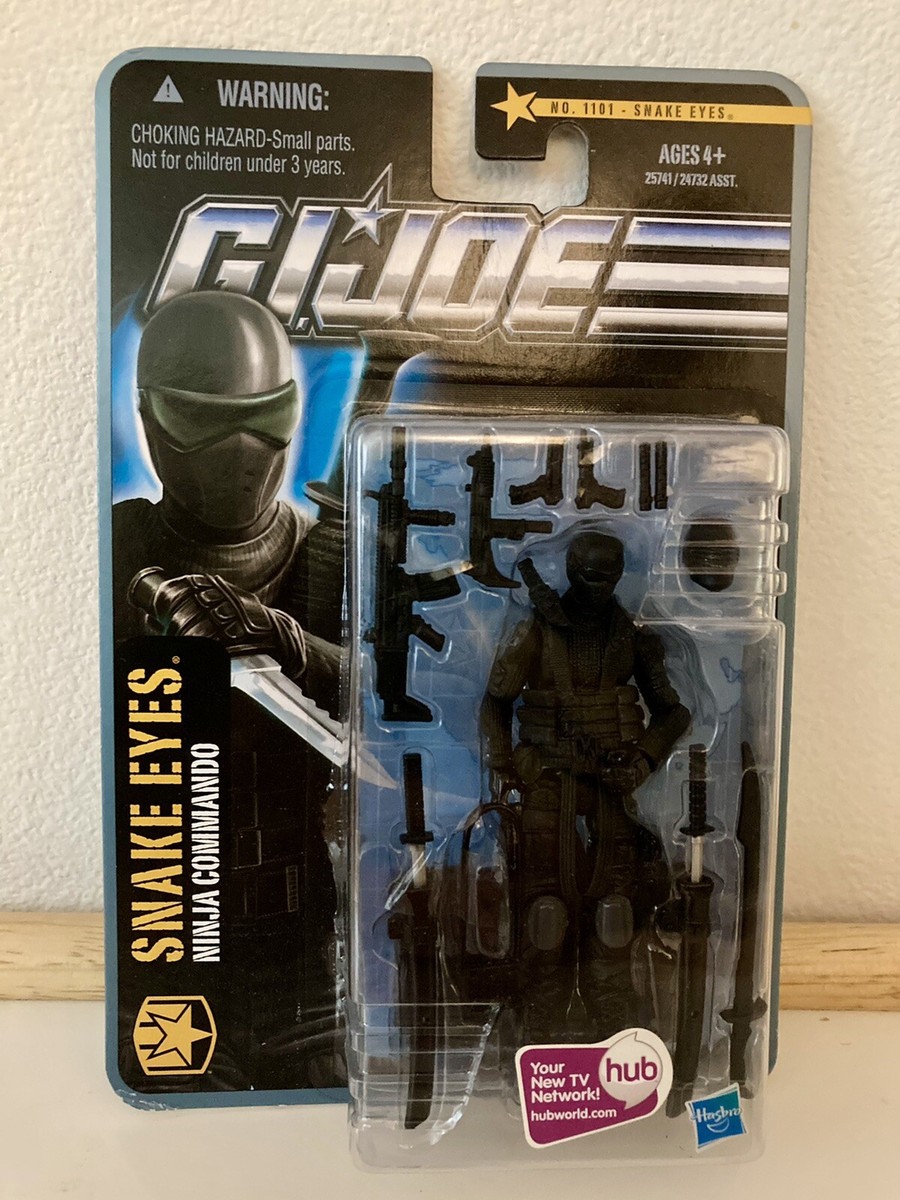 WARNING:
CHOKING HAZARD-Small parts.
Not for children under 3 years.
NO. 1101 - SNAKE EYES®
AGES 4+
25741/24732 ASST.
G.I.JOE
SNAKE EYES®
NINJA COMMANDO
Your
New TV
Network!
hubworld.com
hub
Hasbro